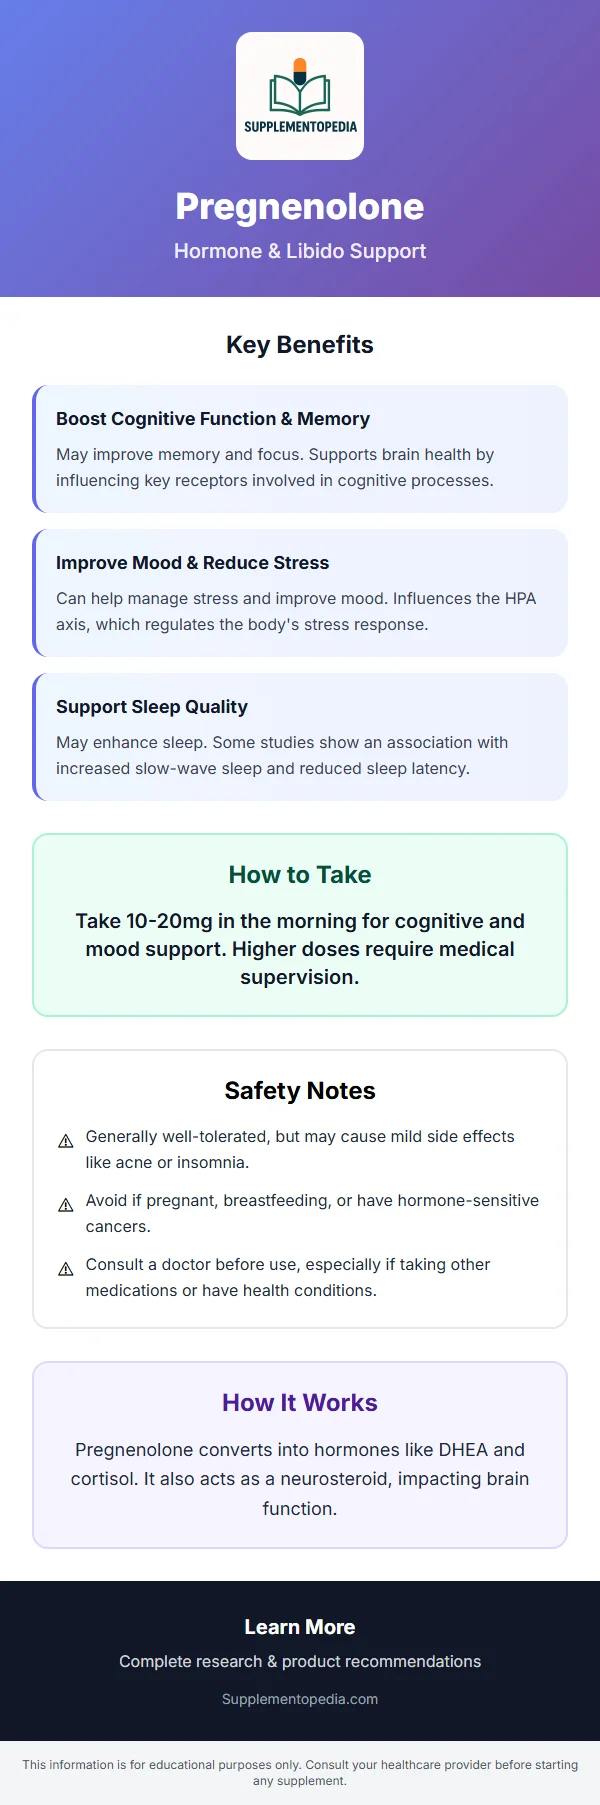 SUPPLEMENTOPEDIA
Pregnenolone
Hormone & Libido Support
Key Benefits
Boost Cognitive Function & Memory
May improve memory and focus. Supports brain health by
influencing key receptors involved in cognitive processes.
Improve Mood & Reduce Stress
Can help manage stress and improve mood. Influences the HPA
axis, which regulates the body's stress response.
Support Sleep Quality
May enhance sleep. Some studies show an association with
increased slow-wave sleep and reduced sleep latency.
How to Take
Take 10-20mg in the morning for cognitive and
mood support. Higher doses require medical
supervision.
Safety Notes
⚠ Generally well-tolerated, but may cause mild side effects
like acne or insomnia.
⚠ Avoid if pregnant, breastfeeding, or have hormone-sensitive
cancers.
⚠ Consult a doctor before use, especially if taking other
medications or have health conditions.
How It Works
Pregnenolone converts into hormones like DHEA and
cortisol. It also acts as a neurosteroid, impacting brain
function.
Learn More
Complete research & product recommendations
Supplementopedia.com
This information is for educational purposes only. Consult your healthcare provider before starting
any supplement.